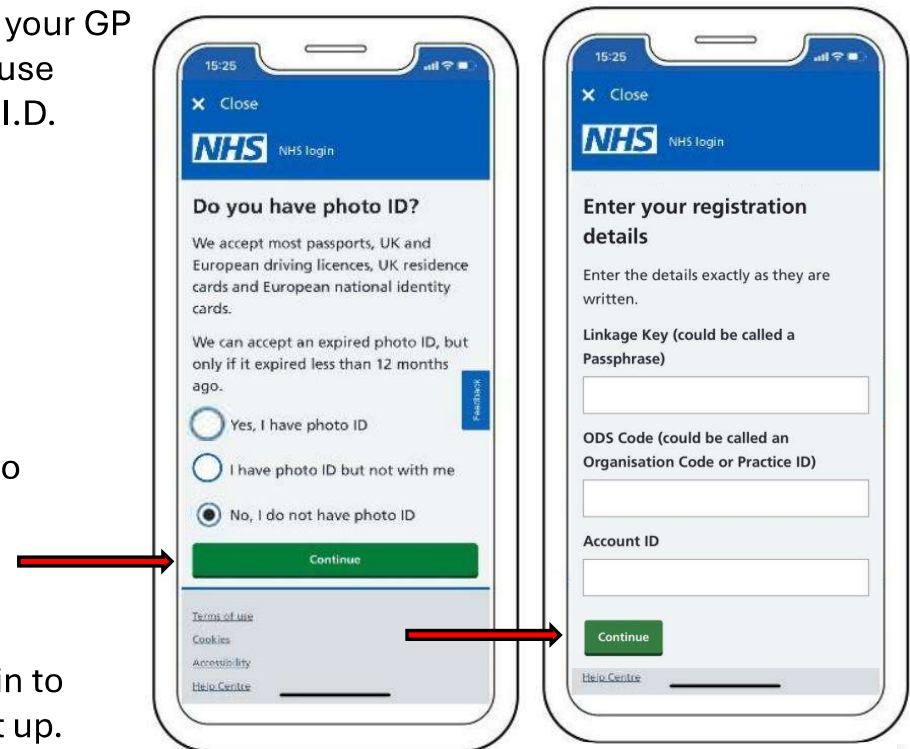 your GP
use
I.D.
o
in to
t up.
15:25
X Close
NHS NHS login
Do you have photo ID?
We accept most passports, UK and
European driving licences, UK residence
cards and European national identity
cards.
We can accept an expired photo ID, but
only if it expired less than 12 months
ago.
Feedback
Yes, I have photo ID
I have photo ID but not with me
No, I do not have photo ID
Continue
Terms of use
Cookies
Accessibility
Help Centre
15:25
X Close
NHS NHS login
Enter your registration
details
Enter the details exactly as they are
written.
Linkage Key (could be called a
Passphrase)
ODS Code (could be called an
Organisation Code or Practice ID)
Account ID
Continue
Help Centre